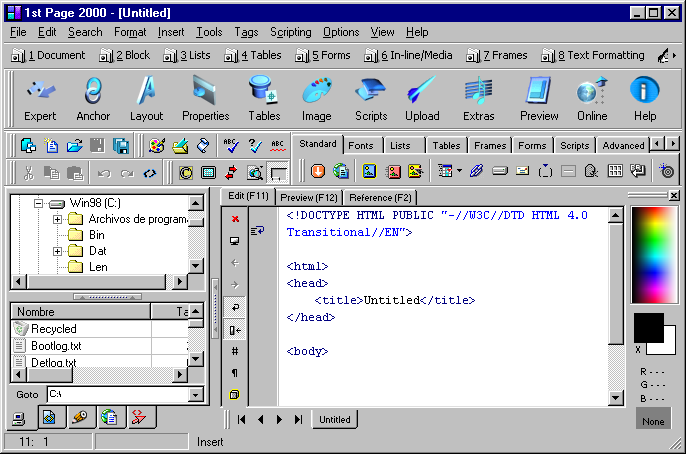 1st Page 2000 - [Untitled]
File Edit Search Format Insert Tools Tags Scripting Options View Help
1 Document 2 Block 3 Lists 4 Tables 5 Forms 6 In-line/Media 7 Frames 8 Text Formatting
Expert Anchor Layout Properties Tables Image Scripts Upload Extras Preview Online Help
ABC ABC Standard Fonts Lists Tables Frames Forms Scripts Advanced
Edit (F11) Preview (F12) Reference (F2)
Win98 (C:)
Archivos de programa
Bin
Dat
Len
Nombre Ta
Recycled
Bootlog.txt
Detlog.txt
Goto C:\
<!DOCTYPE HTML PUBLIC "-//W3C//DTD HTML 4.0
Transitional//EN">
<html>
<head>
<title>Untitled</title>
</head>
<body>
#
¶
X
R - - -
G - - -
B - - -
None
Untitled
11: 1 Insert